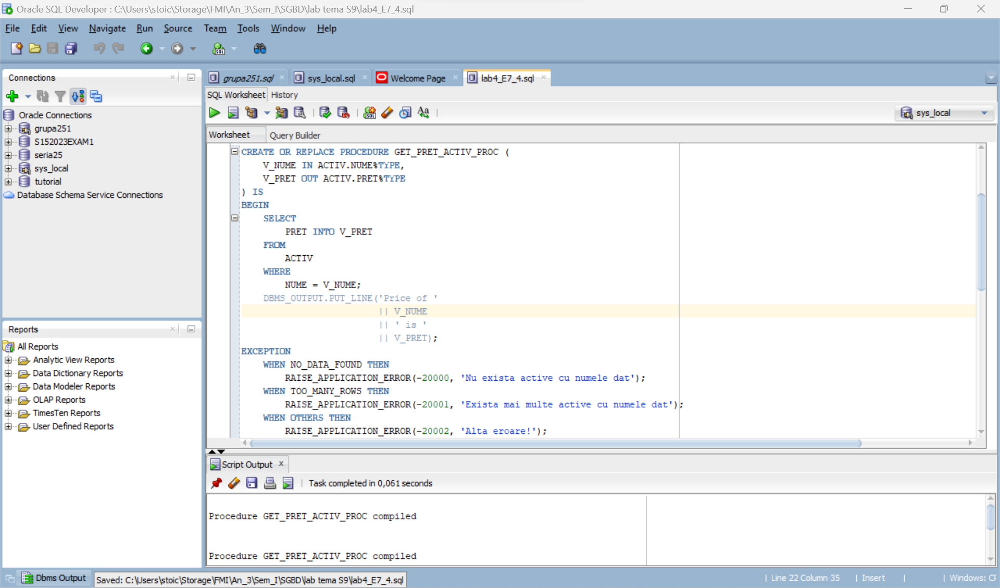 Oracle SQL Developer : C:\Users\stoic\Storage\FMI\An_3\Sem_I\SGBD\lab tema S9\lab4_E7_4.sql
File Edit View Navigate Run Source Team Tools Window Help
Connections
Oracle Connections
grupa251
S152023EXAM1
seria25
sys_local
tutorial
Database Schema Service Connections
Reports
All Reports
Analytic View Reports
Data Dictionary Reports
Data Modeler Reports
OLAP Reports
TimesTen Reports
User Defined Reports
grupa251.sql sys_local.sql Welcome Page lab4_E7_4.sql
SQL Worksheet History
sys_local
Worksheet Query Builder
CREATE OR REPLACE PROCEDURE GET_PRET_ACTIV_PROC (
V_NUME IN ACTIV.NUME%TYPE,
V_PRET OUT ACTIV.PRET%TYPE
) IS
BEGIN
SELECT
PRET INTO V_PRET
FROM
ACTIV
WHERE
NUME = V_NUME;
DBMS_OUTPUT.PUT_LINE('Price of '
|| V_NUME
|| ' is '
|| V_PRET);
EXCEPTION
WHEN NO_DATA_FOUND THEN
RAISE_APPLICATION_ERROR(-20000, 'Nu exista active cu numele dat');
WHEN TOO_MANY_ROWS THEN
RAISE_APPLICATION_ERROR(-20001, 'Exista mai multe active cu numele dat');
WHEN OTHERS THEN
RAISE_APPLICATION_ERROR(-20002, 'Alta eroare!');
Script Output
Task completed in 0,061 seconds
Procedure GET_PRET_ACTIV_PROC compiled
Procedure GET_PRET_ACTIV_PROC compiled
Dbms Output
Saved: C:\Users\stoic\Storage\FMI\An_3\Sem_I\SGBD\lab tema S9\lab4_E7_4.sql
| Line 22 Column 35 | Insert | | Windows: